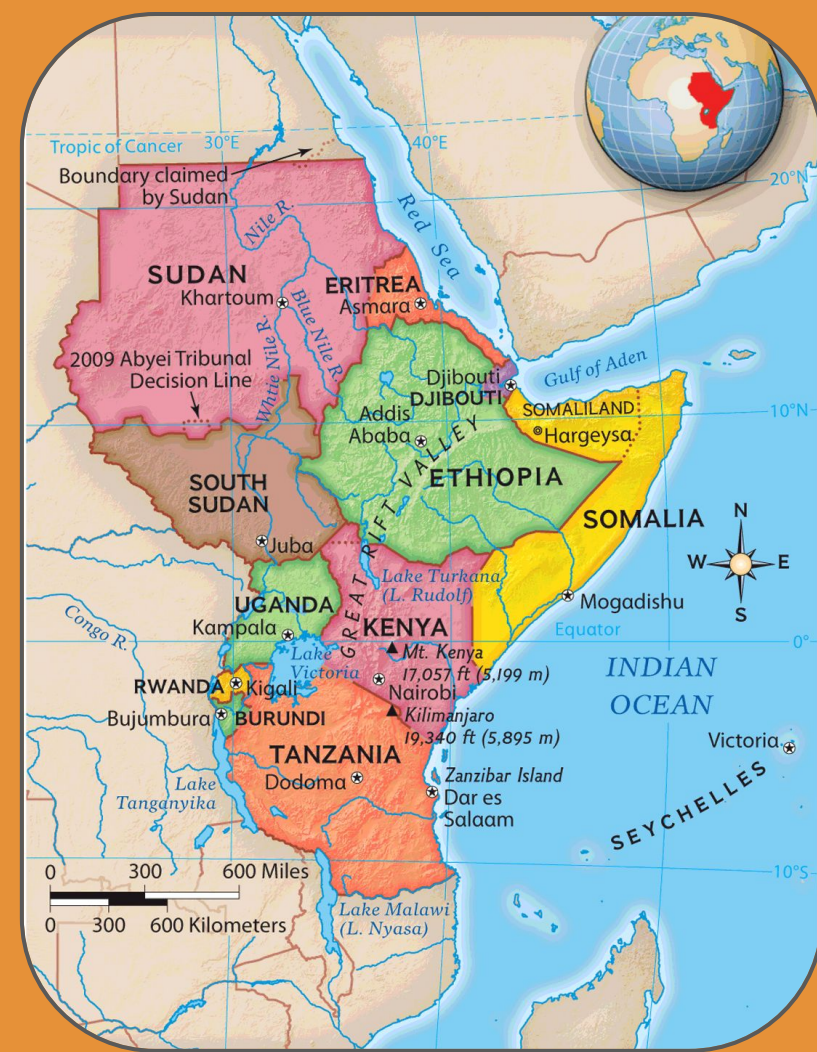 Tropic of Cancer
30°E
40°E
Boundary claimed
by Sudan
20°N
Nile R.
Red Sea
SUDAN
Khartoum
ERITREA
Asmara
Blue Nile R.
Whtie Nile R.
2009 Abyei Tribunal
Decision Line
Djibouti
DJIBOUTI
Gulf of Aden
Addis
Ababa
SOMALILAND
Hargeysa
10°N
GREAT RIFT VALLEY
ETHIOPIA
SOUTH
SUDAN
SOMALIA
N
W
E
S
Juba
Lake Turkana
(L. Rudolf)
UGANDA
Kampala
Mogadishu
Congo R.
KENYA
Equator
0°
Lake
Victoria
Mt. Kenya
17,057 ft (5,199 m)
INDIAN
OCEAN
RWANDA
Kigali
Nairobi
Bujumbura
BURUNDI
Kilimanjaro
19,340 ft (5,895 m)
Victoria
TANZANIA
Dodoma
Zanzibar Island
Dar es
Salaam
Lake
Tanganyika
SEYCHELLES
10°S
0
300
600 Miles
0
300
600 Kilometers
Lake Malawi
(L. Nyasa)